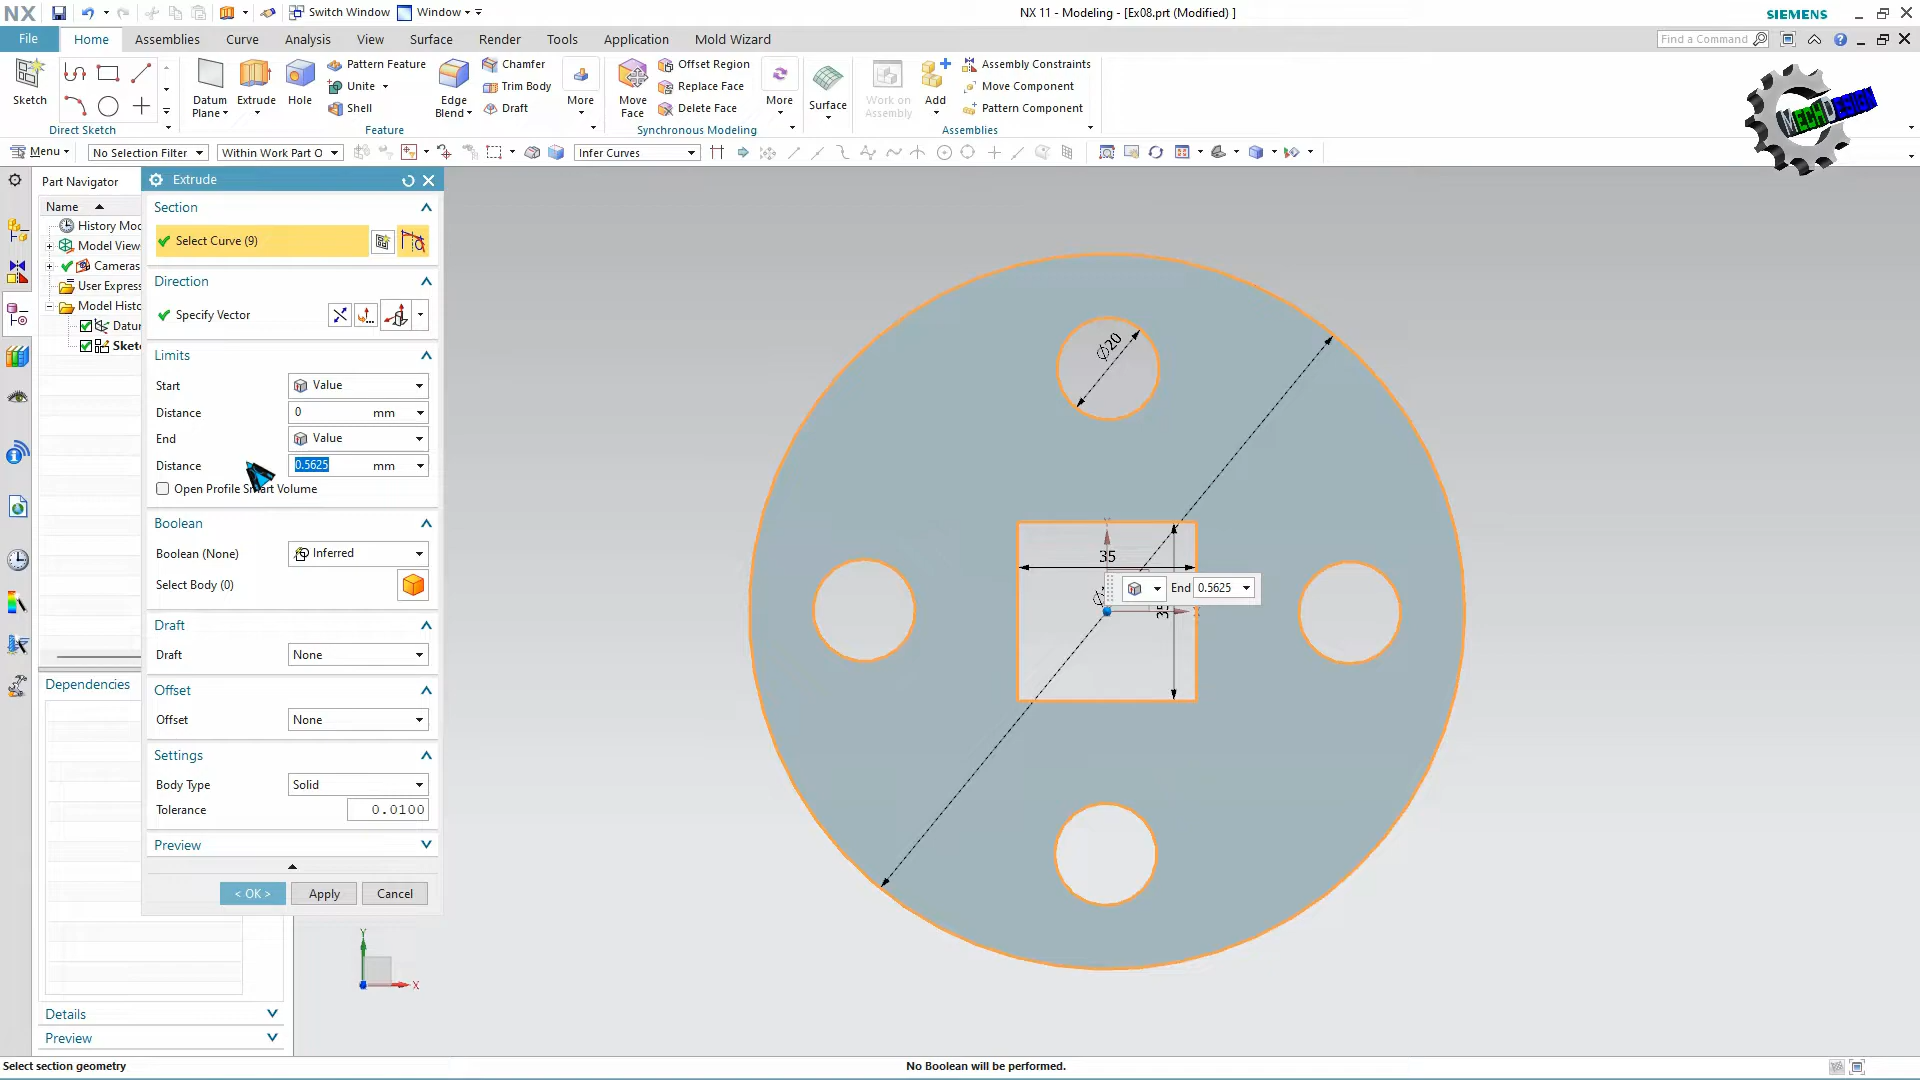 NX
Switch Window
Window
NX 11 - Modeling - [Ex08.prt (Modified) ]
SIEMENS
File
Home
Assemblies
Curve
Analysis
View
Surface
Render
Tools
Application
Mold Wizard
Find a Command
Sketch
Direct Sketch
Datum Plane
Extrude
Hole
Pattern Feature
Unite
Shell
Edge Blend
Chamfer
Trim Body
Draft
More
Feature
Move Face
Offset Region
Replace Face
Delete Face
More
Synchronous Modeling
Surface
Work on Assembly
Add
Assembly Constraints
Move Component
Pattern Component
Assemblies
MECHDESIGN
Menu
No Selection Filter
Within Work Part O
Infer Curves
Part Navigator
Name
History Mod
Model View
Cameras
User Express
Model Histo
Datu
Sketc
Dependencies
Details
Preview
Extrude
Section
Select Curve (9)
Direction
Specify Vector
Limits
Start
Value
Distance
0
mm
End
Value
Distance
0.5625
mm
Open Profile Smart Volume
Boolean
Boolean (None)
Inferred
Select Body (0)
Draft
Draft
None
Offset
Offset
None
Settings
Body Type
Solid
Tolerance
0.0100
Preview
< OK >
Apply
Cancel
∅20
Y
35
End
0.5625
35
X
Y
X
Select section geometry
No Boolean will be performed.